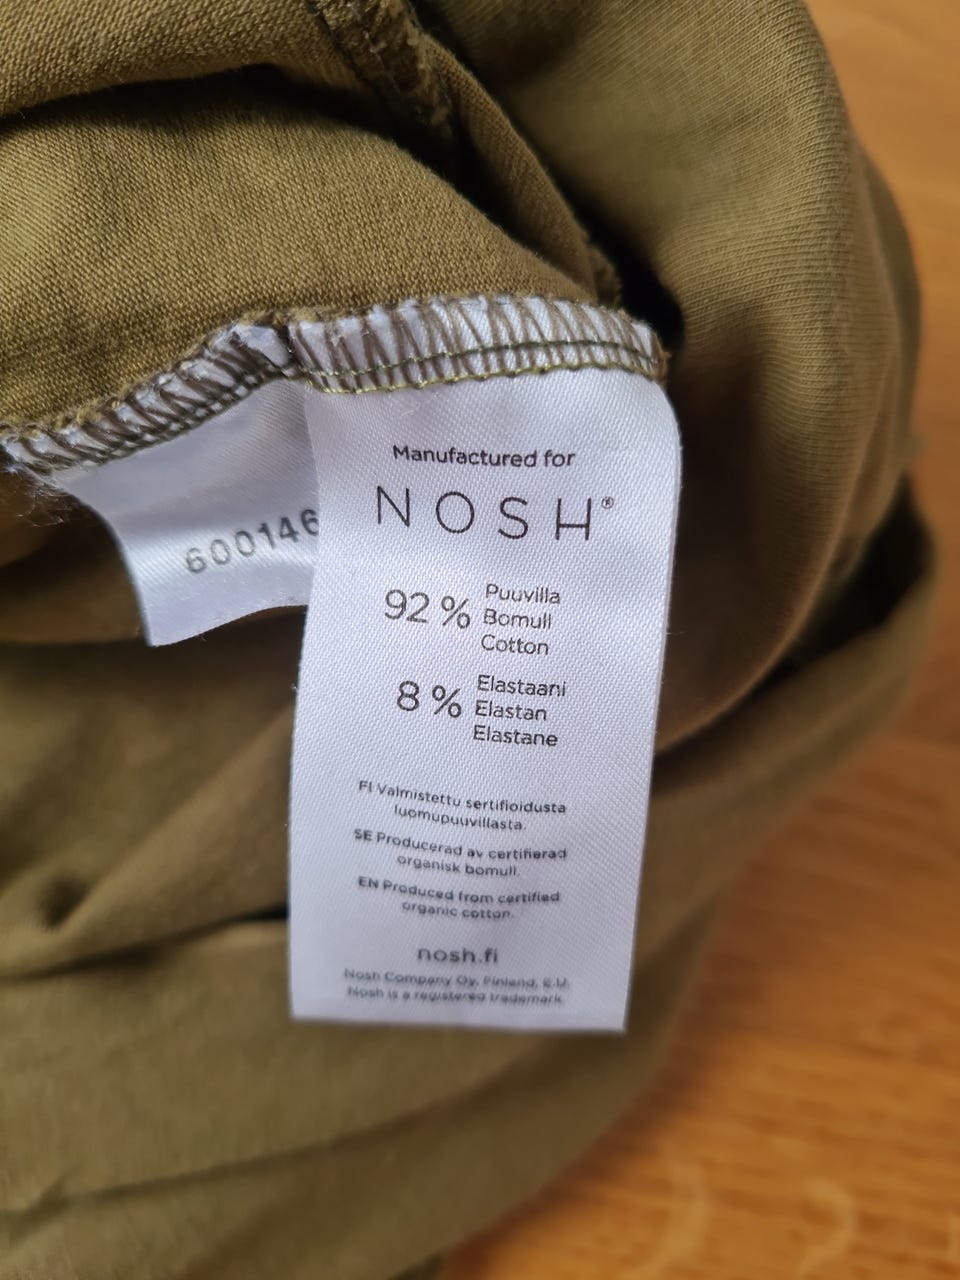 600146
Manufactured for
NOSH®
92 %
Puuvilla
Bomull
Cotton
8 %
Elastaani
Elastan
Elastane
FI Valmistettu sertifioidusta
luomupuuvillasta.
SE Producerad av certifierad
organisk bomull.
EN Produced from certified
organic cotton.
nosh.fi
Nosh Company Oy, Finland, E.U.
Nosh is a registered trademark